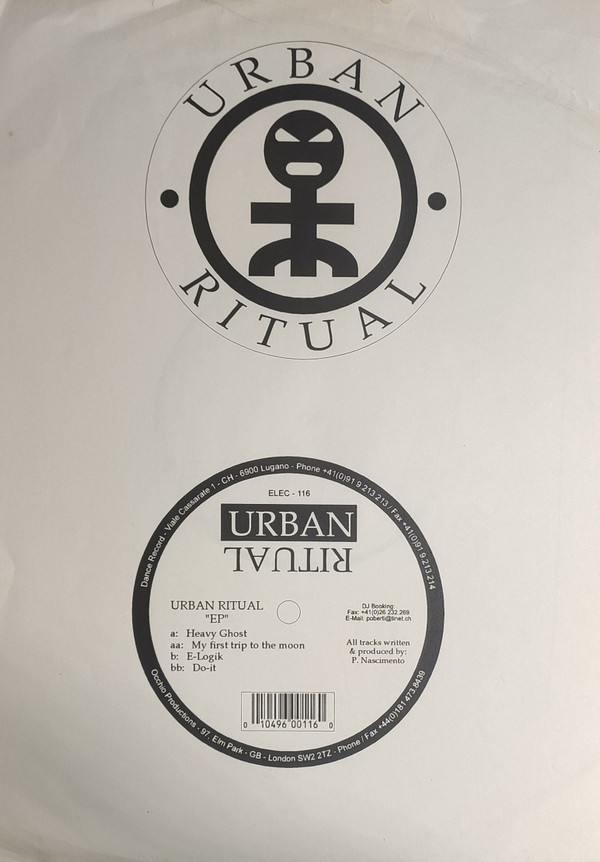 URBAN
RITUAL
Dance Record - Viale Cassarate 1 - CH - 6900 Lugano - Phone +41(0)91 9 213 213 / Fax +41(0)91 9 213 214
ELEC - 116
URBAN
RITUAL
URBAN RITUAL
"EP"
a: Heavy Ghost
aa: My first trip to the moon
b: E-Logik
bb: Do-it
DJ Booking:
Fax: +41(0)26 232.269
E-Mail: poberti@tinet.ch
All tracks written
& produced by:
P. Nascimento
0 10496 00116 0
Occhio Productions - 97, Elm Park - GB - London SW2 2TZ - Phone / Fax +44(0)181 473 8439